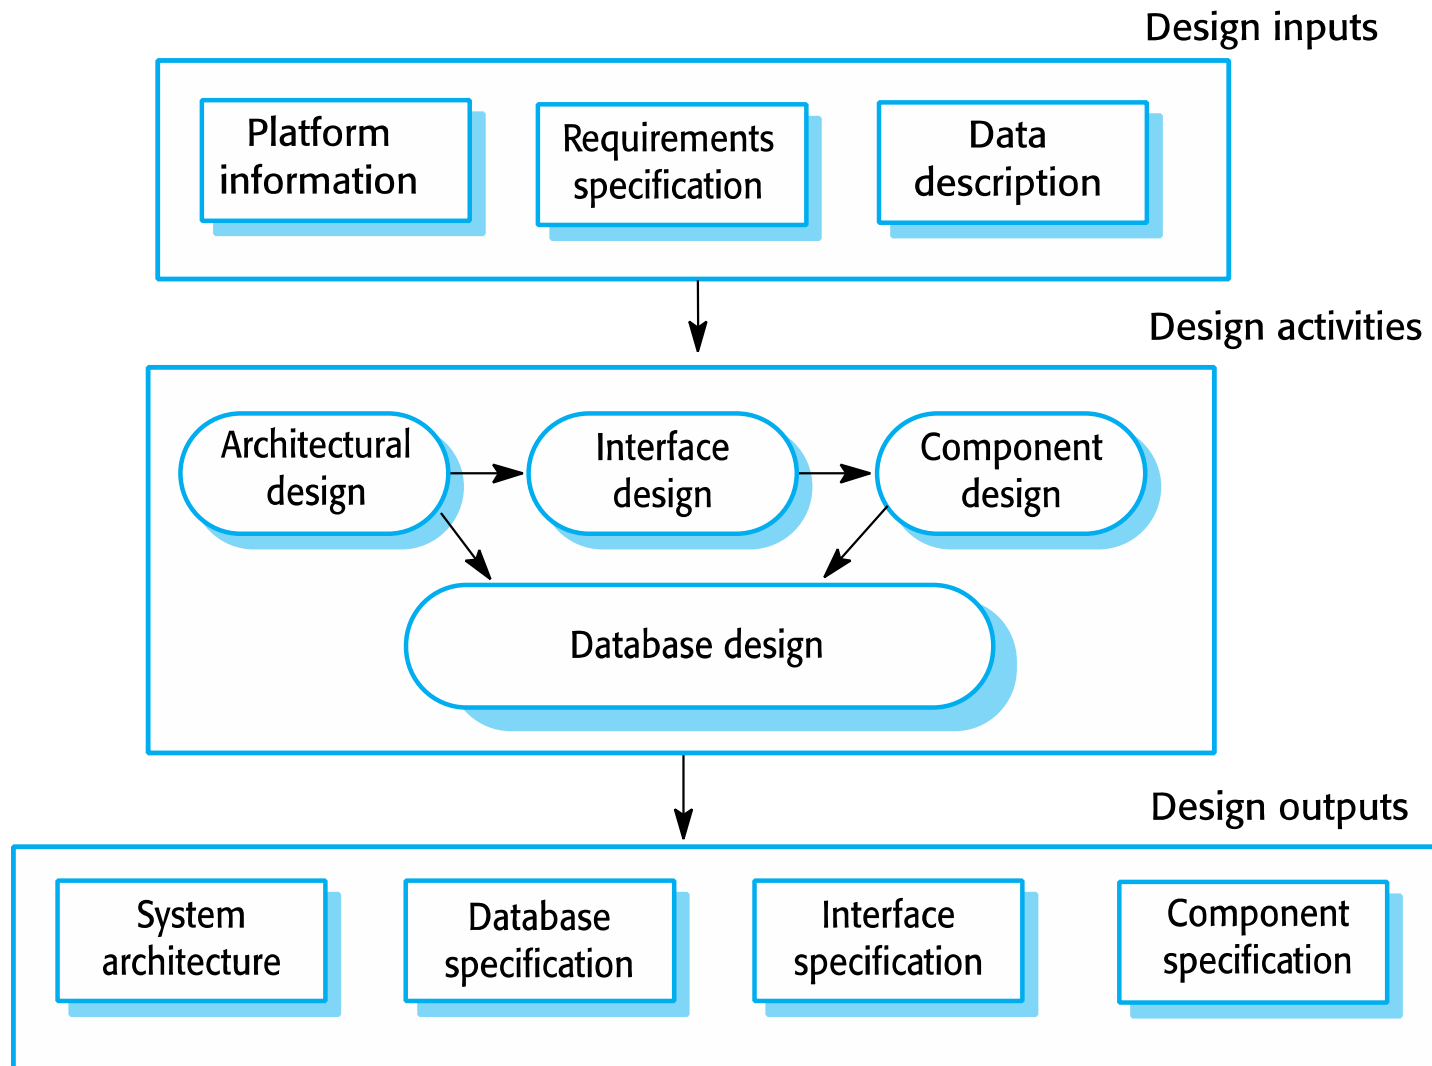 Design inputs
Platform
information
Requirements
specification
Data
description
Design activities
Architectural
design
Interface
design
Component
design
Database design
Design outputs
System
architecture
Database
specification
Interface
specification
Component
specification